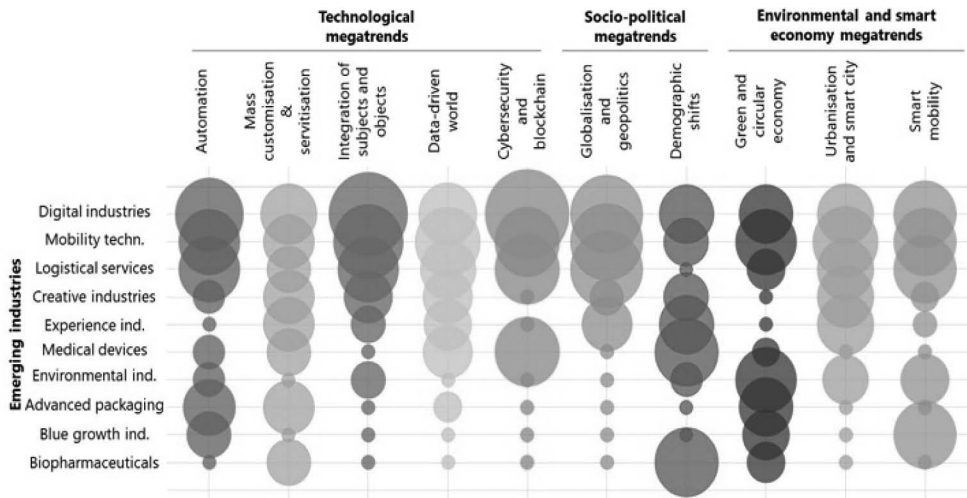 Technological
megatrends
Socio-political
megatrends
Environmental and smart
economy megatrends
Automation
Mass
customisation
&
servitisation
Integration of
subjects and
objects
Data-driven
world
Cybersecurity
and
blockchain
Globalisation
and
geopolitics
Demographic
shifts
Green and
circular
economy
Urbanisation
and smart city
Smart
mobility
Emerging industries
Digital industries
Mobility techn.
Logistical services
Creative industries
Experience ind.
Medical devices
Environmental ind.
Advanced packaging
Blue growth ind.
Biopharmaceuticals